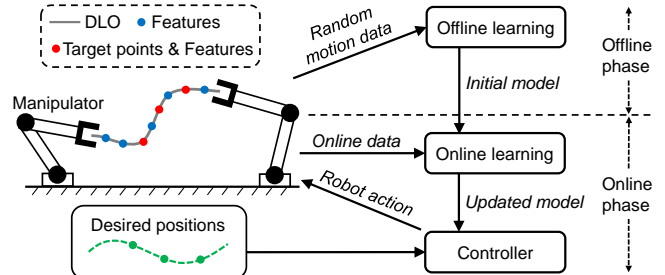 DLO
Features
Target points & Features
Manipulator
Random
motion data
Offline learning
Initial model
Offline
phase
Online data
Online learning
Robot action
Updated model
Online
phase
Desired positions
Controller